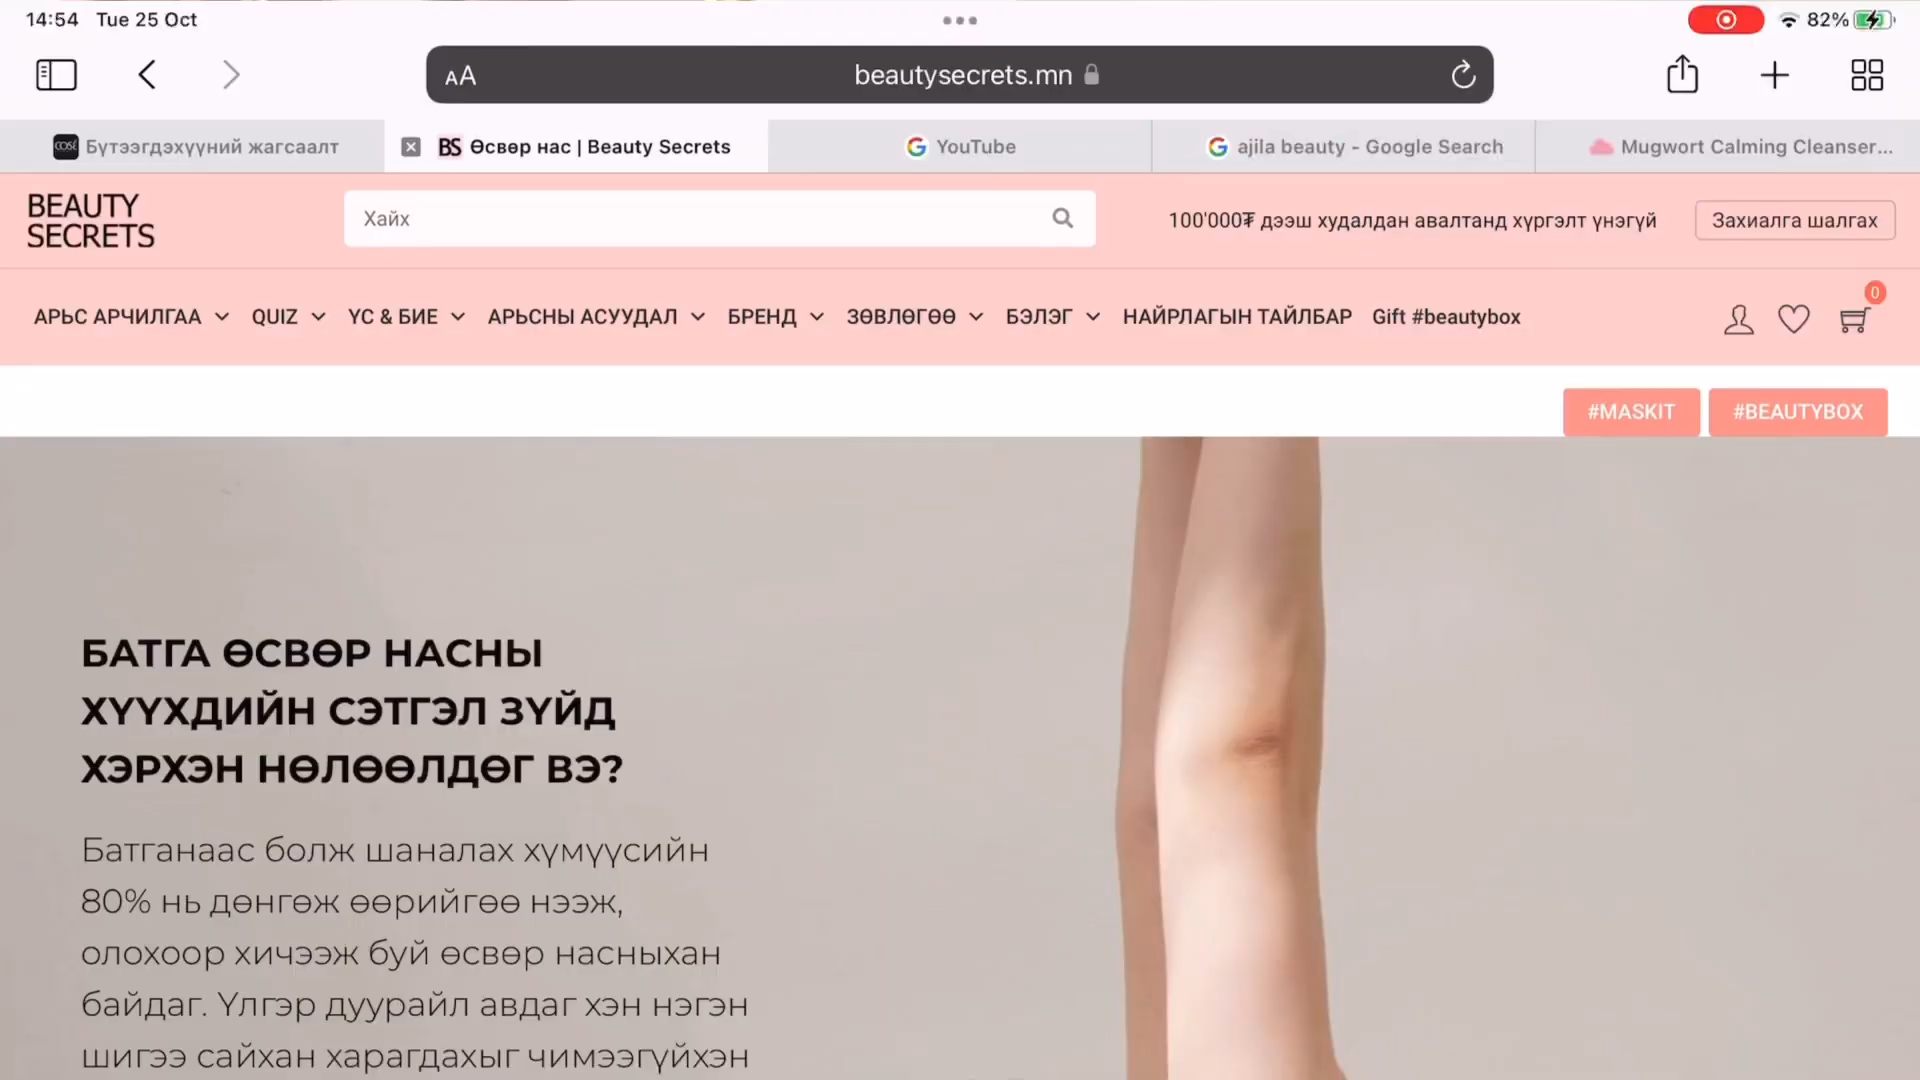 14:54 Tue 25 Oct
82%
AA
beautysecrets.mn
COSÉ Бүтээгдэхүүний жагсаалт
BS Өсвөр нас | Beauty Secrets
G YouTube
G ajila beauty - Google Search
Mugwort Calming Cleanser...
BEAUTY
SECRETS
Хайх
100'000₮ дээш худалдан авалтанд хүргэлт үнэгүй
Захиалга шалгах
0
АРЬС АРЧИЛГАА QUIZ ҮС & БИЕ АРЬСНЫ АСУУДАЛ БРЕНД ЗӨВЛӨГӨӨ БЭЛЭГ НАЙРЛАГЫН ТАЙЛБАР Gift #beautybox
#MASKIT #BEAUTYBOX
БАТГА ӨСВӨР НАСНЫ
ХҮҮХДИЙН СЭТГЭЛ ЗҮЙД
ХЭРХЭН НӨЛӨӨЛДӨГ ВЭ?
Батганаас болж шаналах хүмүүсийн
80% нь дөнгөж өөрийгөө нээж,
олохоор хичээж буй өсвөр насныхан
байдаг. Үлгэр дуурайл авдаг хэн нэгэн
шигээ сайхан харагдахыг чимээгүйхэн